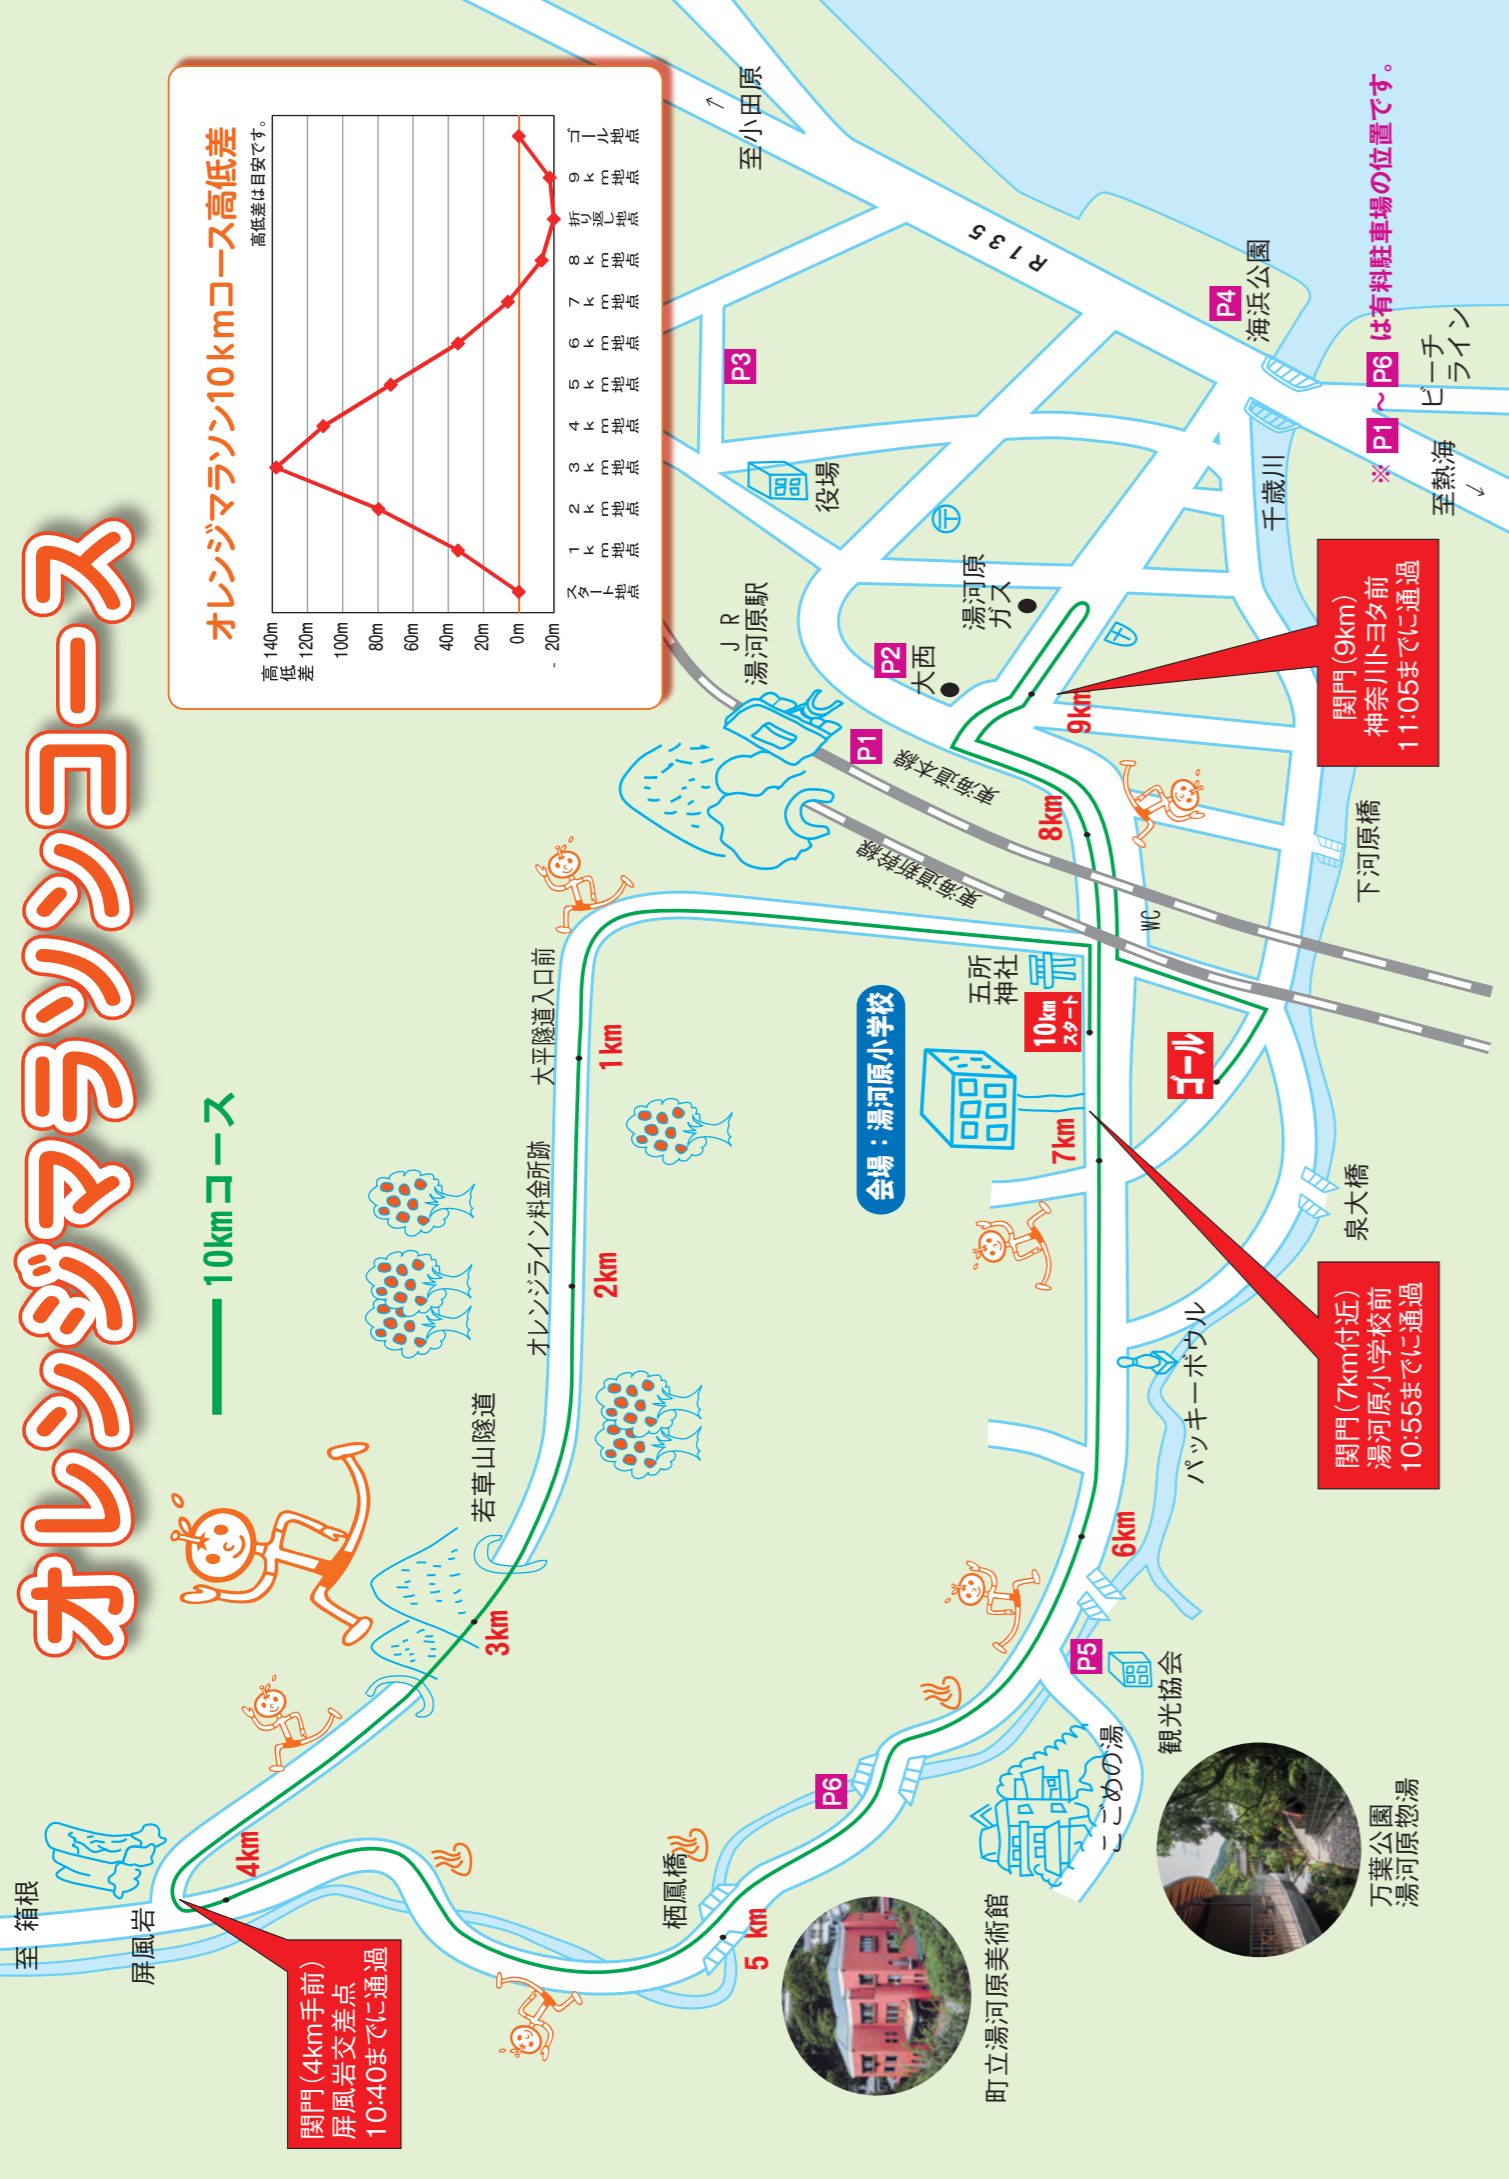 オレンジマラソンコース
10kmコース
オレンジマラソン10kmコース高低差
高低差は目安です。
高低差
140m
120m
100m
80m
60m
40m
20m
0m
- 20m
スタート地点
1km地点
2km地点
3km地点
4km地点
5km地点
6km地点
7km地点
8km地点
折り返し地点
9km地点
ゴール地点
至 箱根
屏風岩
4km
関門(4km手前)
屏風岩交差点
10:40までに通過
3km
若草山隧道
オレンジライン料金所跡
2km
大平隧道入口前
1km
栖鳳橋
5 km
P6
町立湯河原美術館
こごめの湯
P5
観光協会
万葉公園
湯河原惣湯
6km
パッキーボウル
会場:湯河原小学校
7km
五所
神社
10km
スタート
ゴール
泉大橋
関門(7km付近)
湯河原小学校前
10:55までに通過
WC
東海道新幹線
東海道本線
8km
下河原橋
JR
湯河原駅
P1
P2
大西
湯河原
ガス
9km
関門(9km)
神奈川トヨタ前
11:05までに通過
役場
P3
〒
至小田原
R135
P4
海浜公園
千歳川
至熱海
ビーチ
ライン
※P1~P6は有料駐車場の位置です。